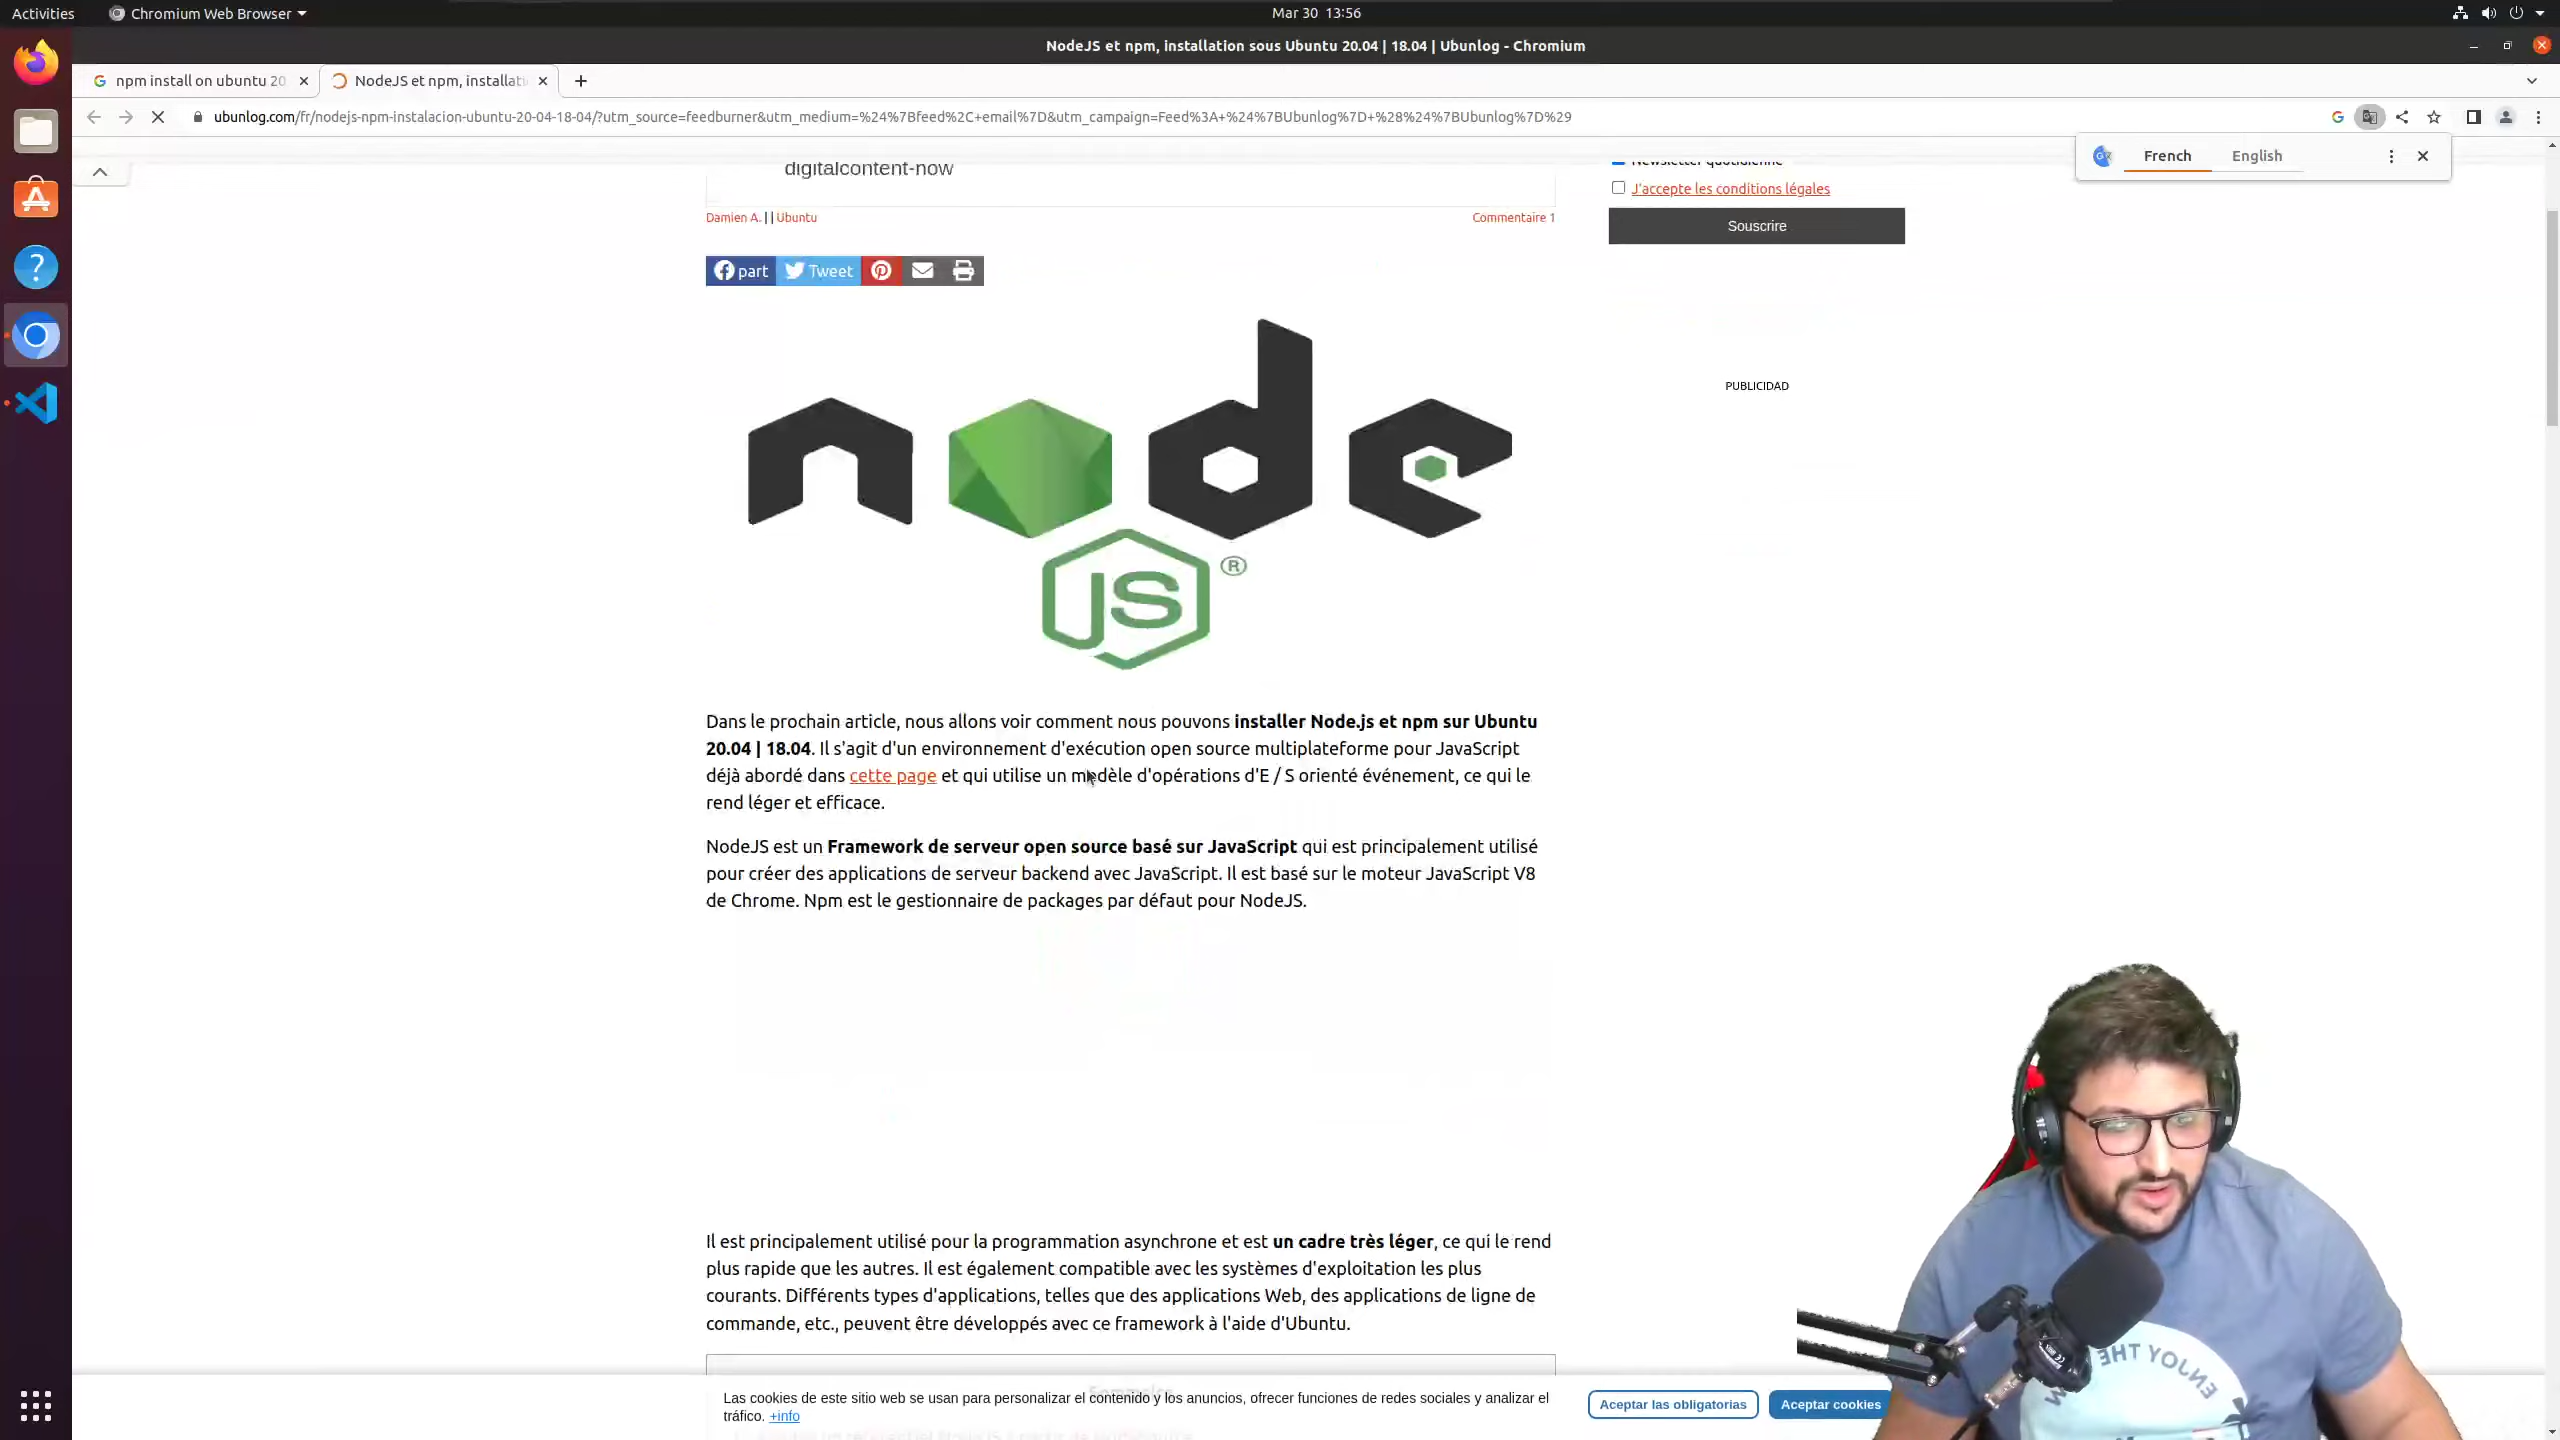 Activities
Chromium Web Browser
Mar 30 13:56
NodeJS et npm, installation sous Ubuntu 20.04 | 18.04 | Ubunlog - Chromium
npm install on ubuntu 20
NodeJS et npm, installati
ubunlog.com/fr/nodejs-npm-instalacion-ubuntu-20-04-18-04/?utm_source=feedburner&utm_medium=%24%7Bfeed%2C+email%7D&utm_campaign=Feed%3A+%24%7BUbunlog%7D+%28%24%7BUbunlog%7D%29
French
English
digitalcontent-now
Newsletter quotidienne
J'accepte les conditions légales
Damien A. | | Ubuntu
Commentaire 1
Souscrire
part
Tweet
PUBLICIDAD
node
JS ®
Dans le prochain article, nous allons voir comment nous pouvons installer Node.js et npm sur Ubuntu
20.04 | 18.04. Il s'agit d'un environnement d'exécution open source multiplateforme pour JavaScript
déjà abordé dans cette page et qui utilise un modèle d'opérations d'E / S orienté événement, ce qui le
rend léger et efficace.
NodeJS est un Framework de serveur open source basé sur JavaScript qui est principalement utilisé
pour créer des applications de serveur backend avec JavaScript. Il est basé sur le moteur JavaScript V8
de Chrome. Npm est le gestionnaire de packages par défaut pour NodeJS.
Il est principalement utilisé pour la programmation asynchrone et est un cadre très léger, ce qui le rend
plus rapide que les autres. Il est également compatible avec les systèmes d'exploitation les plus
courants. Différents types d'applications, telles que des applications Web, des applications de ligne de
commande, etc., peuvent être développés avec ce framework à l'aide d'Ubuntu.
Las cookies de este sitio web se usan para personalizar el contenido y los anuncios, ofrecer funciones de redes sociales y analizar el
tráfico. +info
Aceptar las obligatorias
Aceptar cookies
ENJOY THE